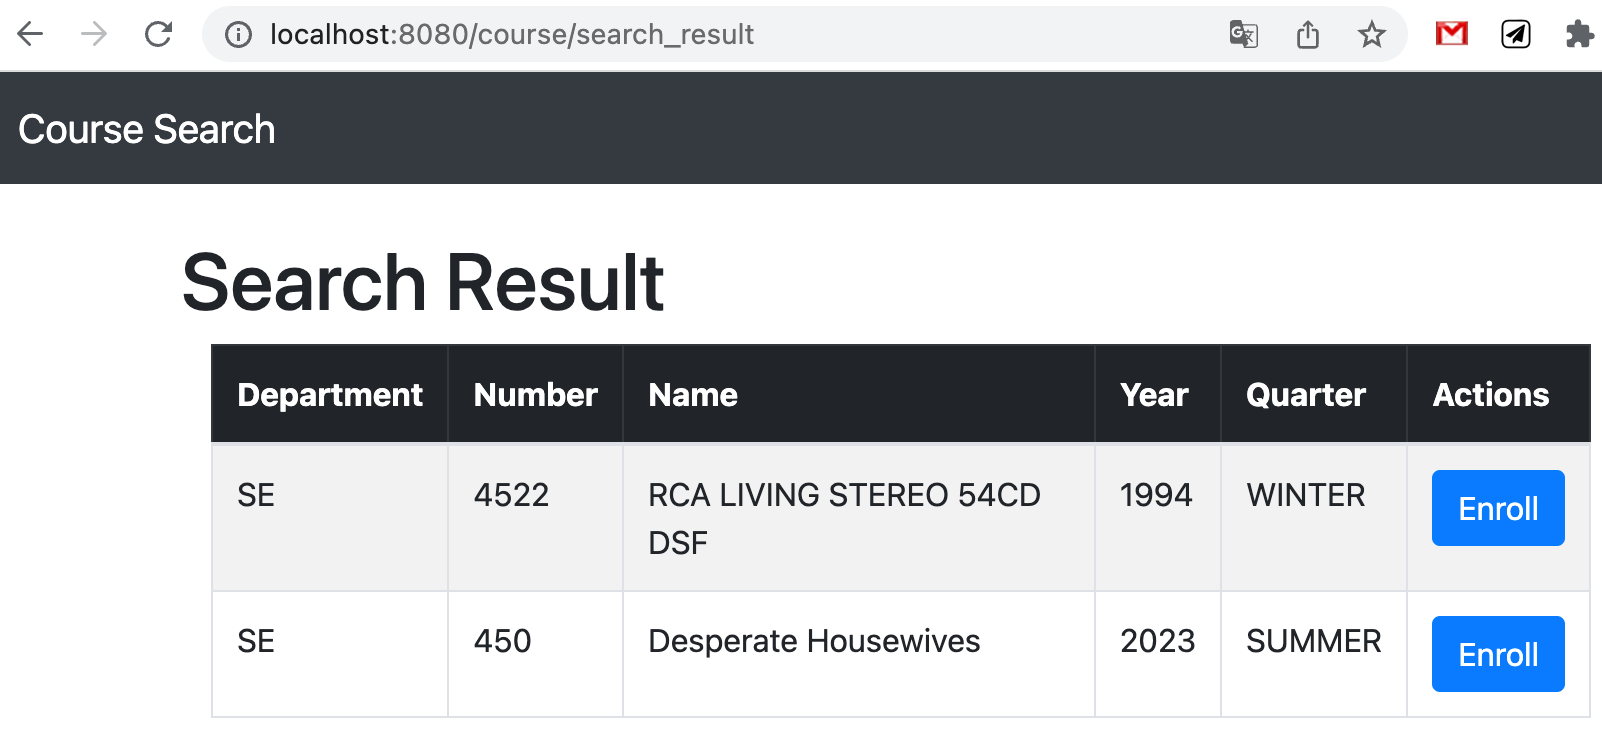 localhost:8080/course/search_result
Course Search
Search Result
Department Number Name Year Quarter Actions
SE 4522 RCA LIVING STEREO 54CD 1994 WINTER Enroll
DSF
SE 450 Desperate Housewives 2023 SUMMER Enroll